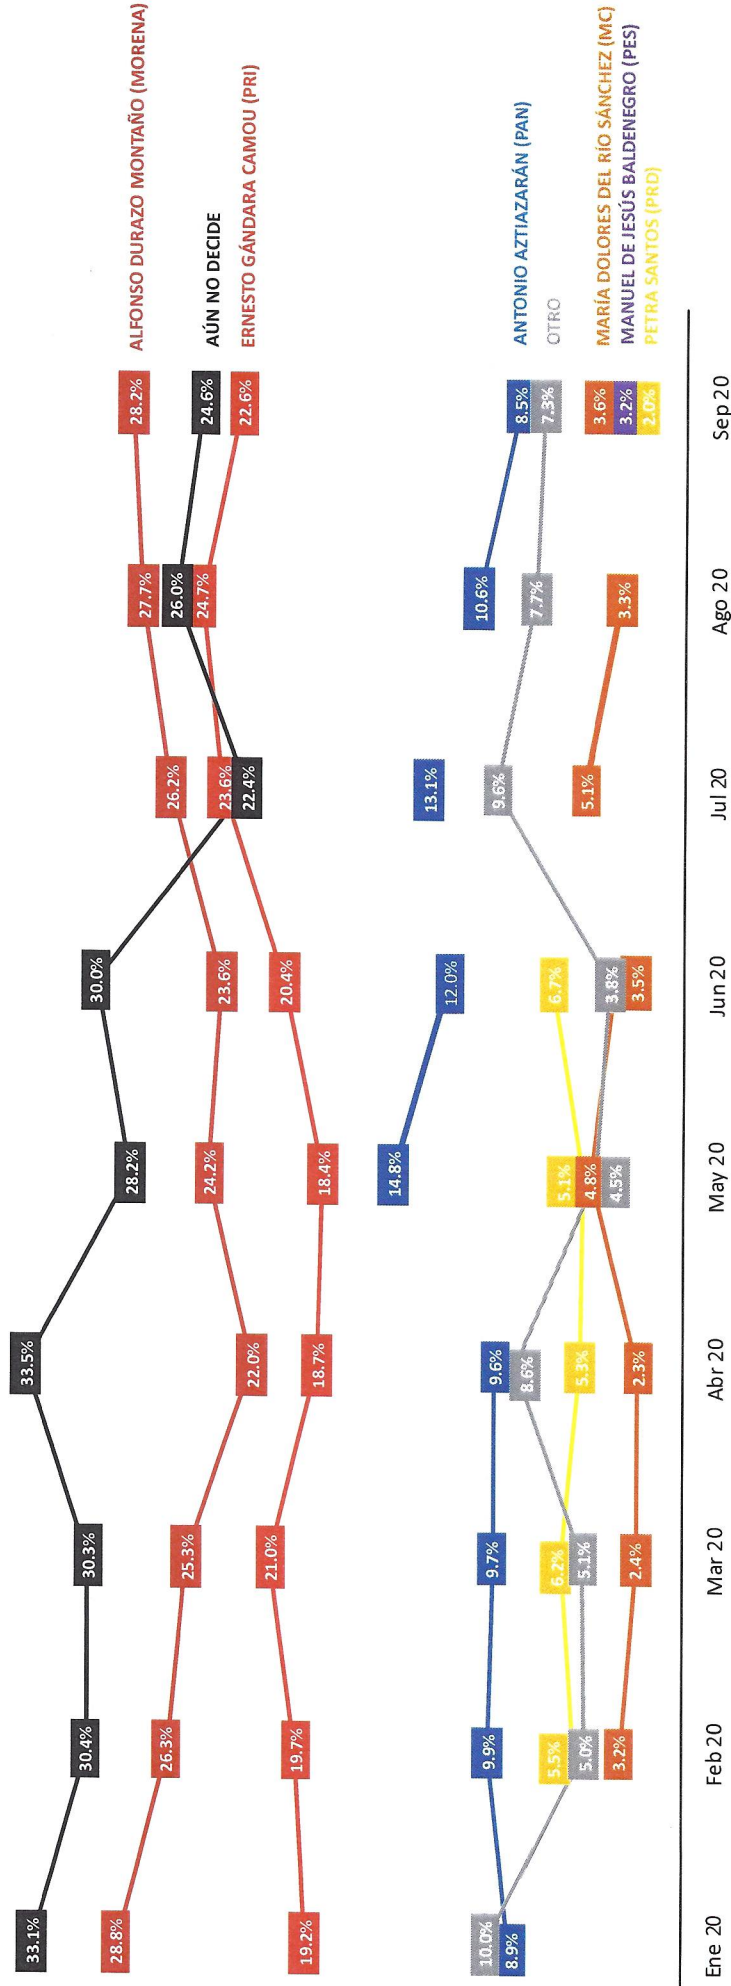 ALFONSO DURAZO MONTAÑO (MORENA)
AÚN NO DECIDE
ERNESTO GÁNDARA CAMOU (PRI)
ANTONIO AZTIAZARÁN (PAN)
OTRO
MARÍA DOLORES DEL RÍO SÁNCHEZ (MC)
MANUEL DE JESÚS BALDENEGRO (PES)
PETRA SANTOS (PRD)
33.1% 30.4% 30.3% 33.5% 28.2% 30.0% 22.4% 26.0% 24.6%
28.8% 26.3% 25.3% 22.0% 24.2% 23.6% 26.2% 27.7% 28.2%
19.2% 19.7% 21.0% 18.7% 18.4% 20.4% 23.6% 24.7% 22.6%
8.9% 9.9% 9.7% 9.6% 14.8% 12.0% 13.1% 10.6% 8.5%
10.0% 5.0% 5.1% 8.6% 4.5% 3.8% 9.6% 7.7% 7.3%
5.5% 6.2% 5.3% 5.1% 6.7% 2.0%
3.2% 2.4% 2.3% 4.8% 3.5% 5.1% 3.3% 3.6%
3.2%
Ene 20 Feb 20 Mar 20 Abr 20 May 20 Jun 20 Jul 20 Ago 20 Sep 20